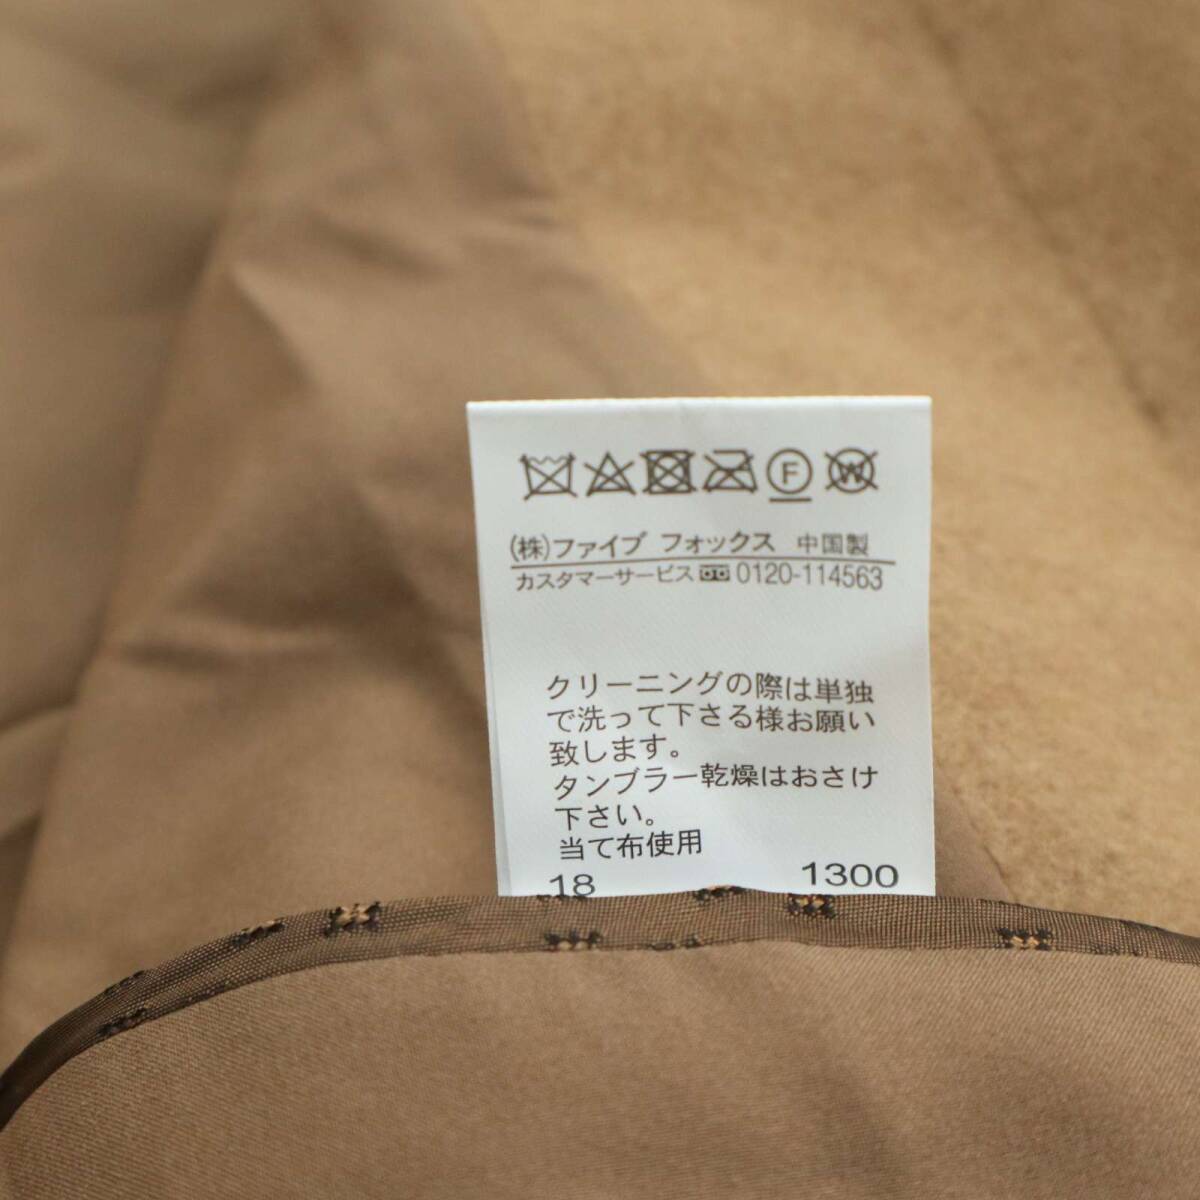 F W
(株)ファイブ フォックス 中国製
カスタマーサービス 0120-114563
クリーニングの際は単独
で洗って下さる様お願い
致します。
タンブラー乾燥はおさけ
下さい。
当て布使用
18 1300